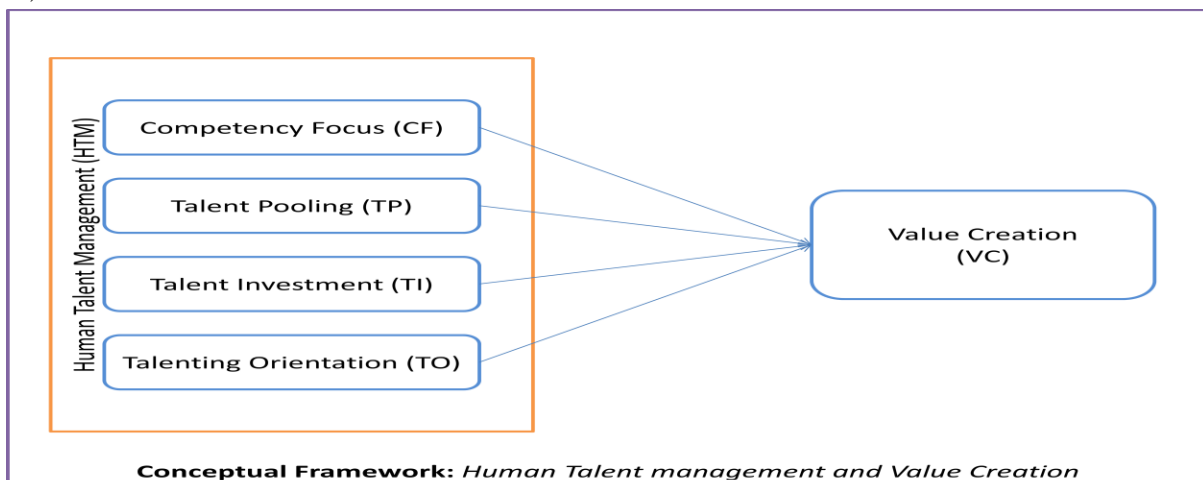 Human Talent Management (HTM)
Competency Focus (CF)
Talent Pooling (TP)
Talent Investment (TI)
Talenting Orientation (TO)
Value Creation
(VC)
Conceptual Framework: Human Talent management and Value Creation